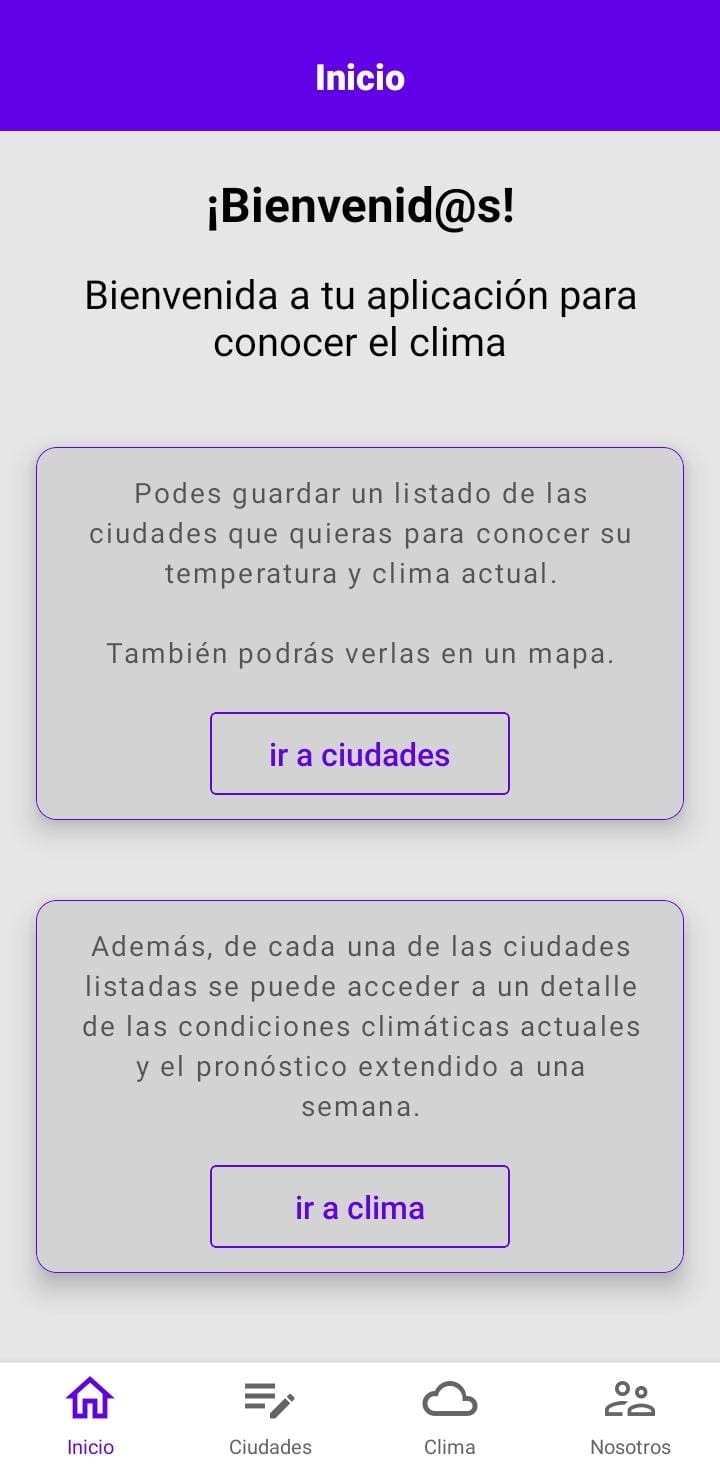 Inicio
¡Bienvenid@s!
Bienvenida a tu aplicación para
conocer el clima
Podes guardar un listado de las
ciudades que quieras para conocer su
temperatura y clima actual.
También podrás verlas en un mapa.
ir a ciudades
Además, de cada una de las ciudades
listadas se puede acceder a un detalle
de las condiciones climáticas actuales
y el pronóstico extendido a una
semana.
ir a clima
Inicio
Ciudades
Clima
Nosotros